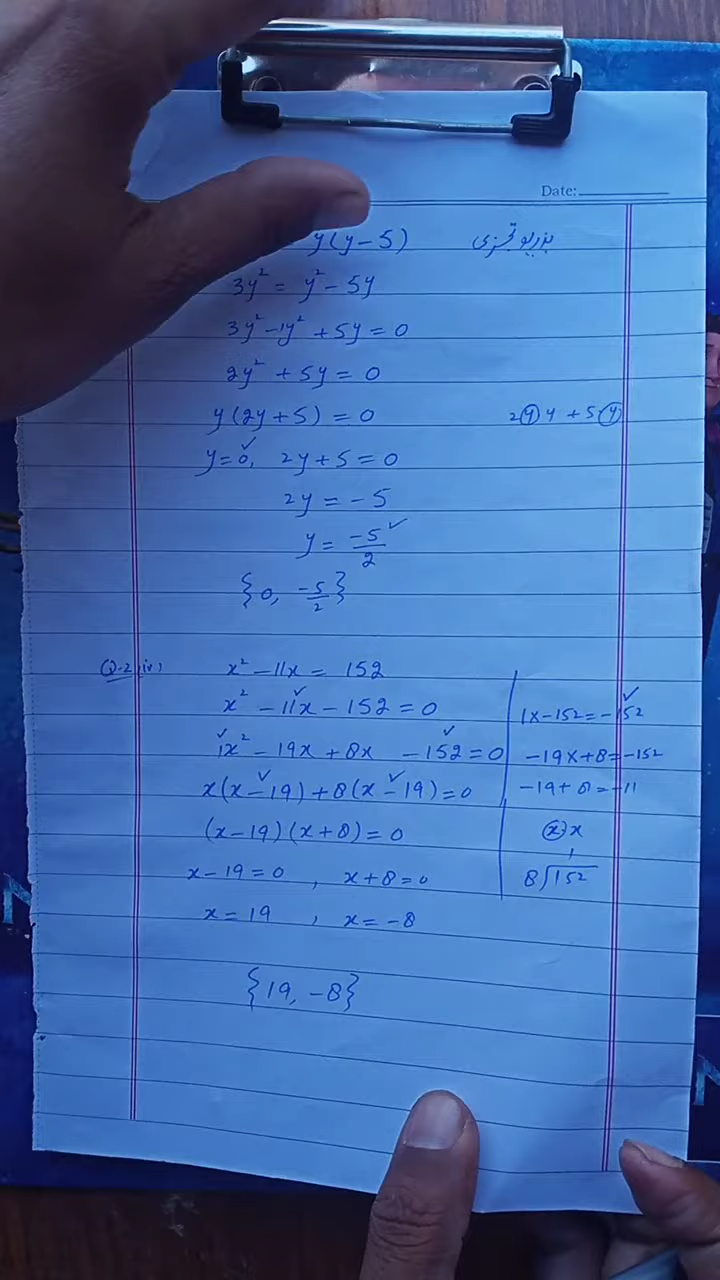 Date:
y(y-5) بذریعہ تجزی
3y² = y² - 5y
3y² - 1y² + 5y = 0
2y² + 5y = 0
y(2y+5) = 0 2y y + 5 y
y=0, 2y+5 = 0
2y = -5
y = -5/2
{0, -5/2}
Q.2(iv) x² - 11x = 152
x² - 11x - 152 = 0 1x-152 = -152
1x² - 19x + 8x - 152 = 0 -19x+8 = -152
x(x-19) + 8(x-19) = 0 -19+8 = -11
(x-19)(x+8) = 0 x x
x-19 = 0 , x+8 = 0 8)152
x = 19 , x = -8
{19, -8}